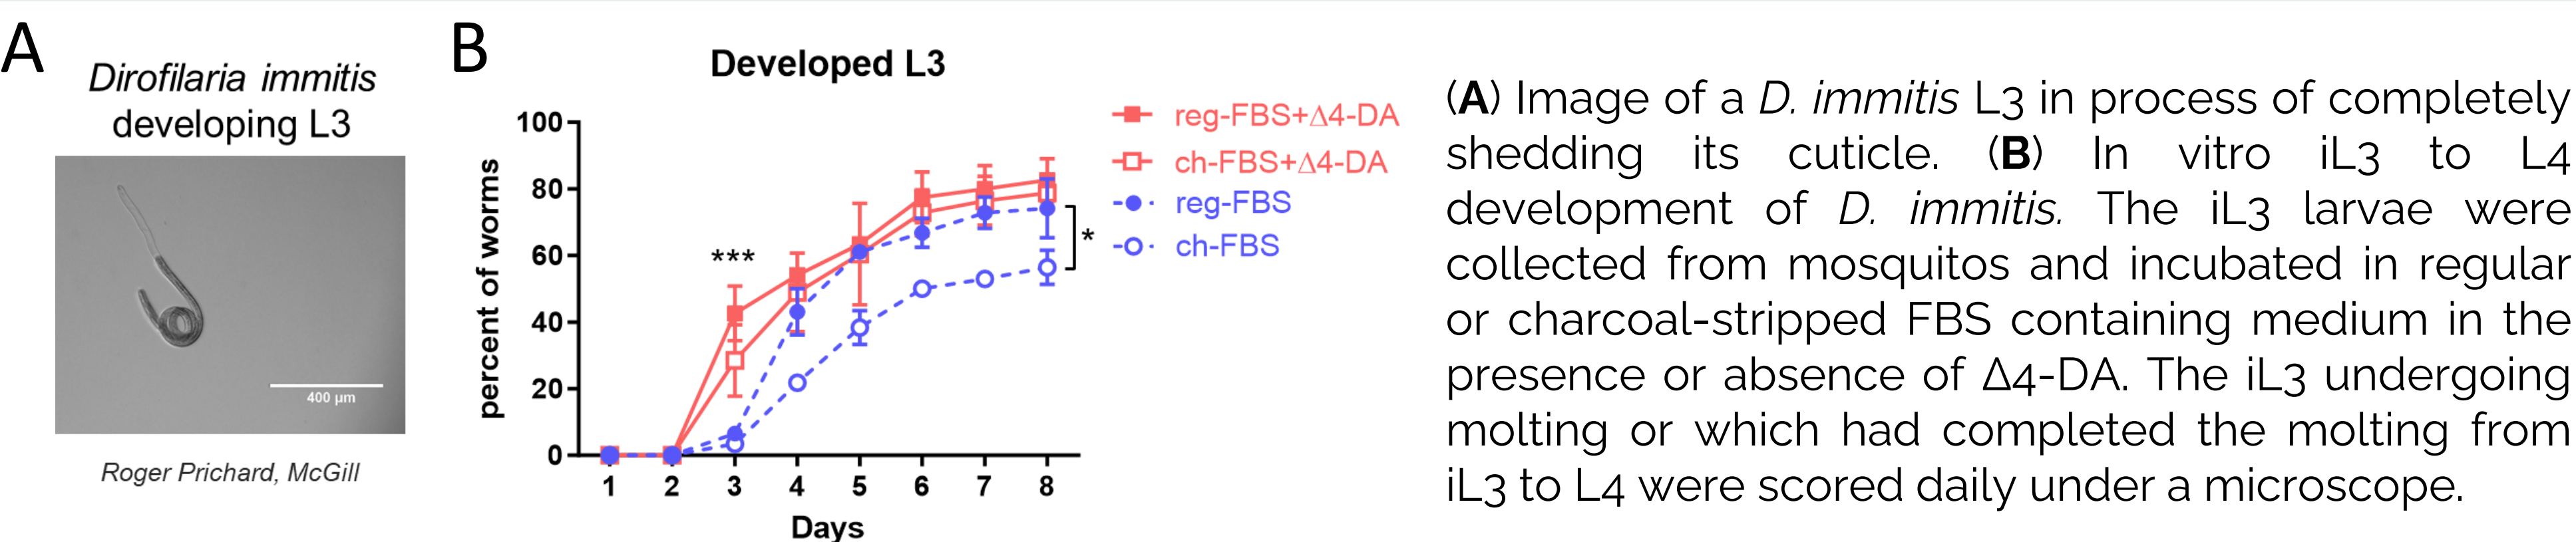 A
Dirofilaria immitis
developing L3
400 µm
Roger Prichard, McGill
B
Developed L3
percent of worms
100
80
60
40
20
0
***
*
1 2 3 4 5 6 7 8
Days
reg-FBS+Δ4-DA
ch-FBS+Δ4-DA
reg-FBS
ch-FBS
(A) Image of a D. immitis L3 in process of completely
shedding its cuticle. (B) In vitro iL3 to L4
development of D. immitis. The iL3 larvae were
collected from mosquitos and incubated in regular
or charcoal-stripped FBS containing medium in the
presence or absence of Δ4-DA. The iL3 undergoing
molting or which had completed the molting from
iL3 to L4 were scored daily under a microscope.